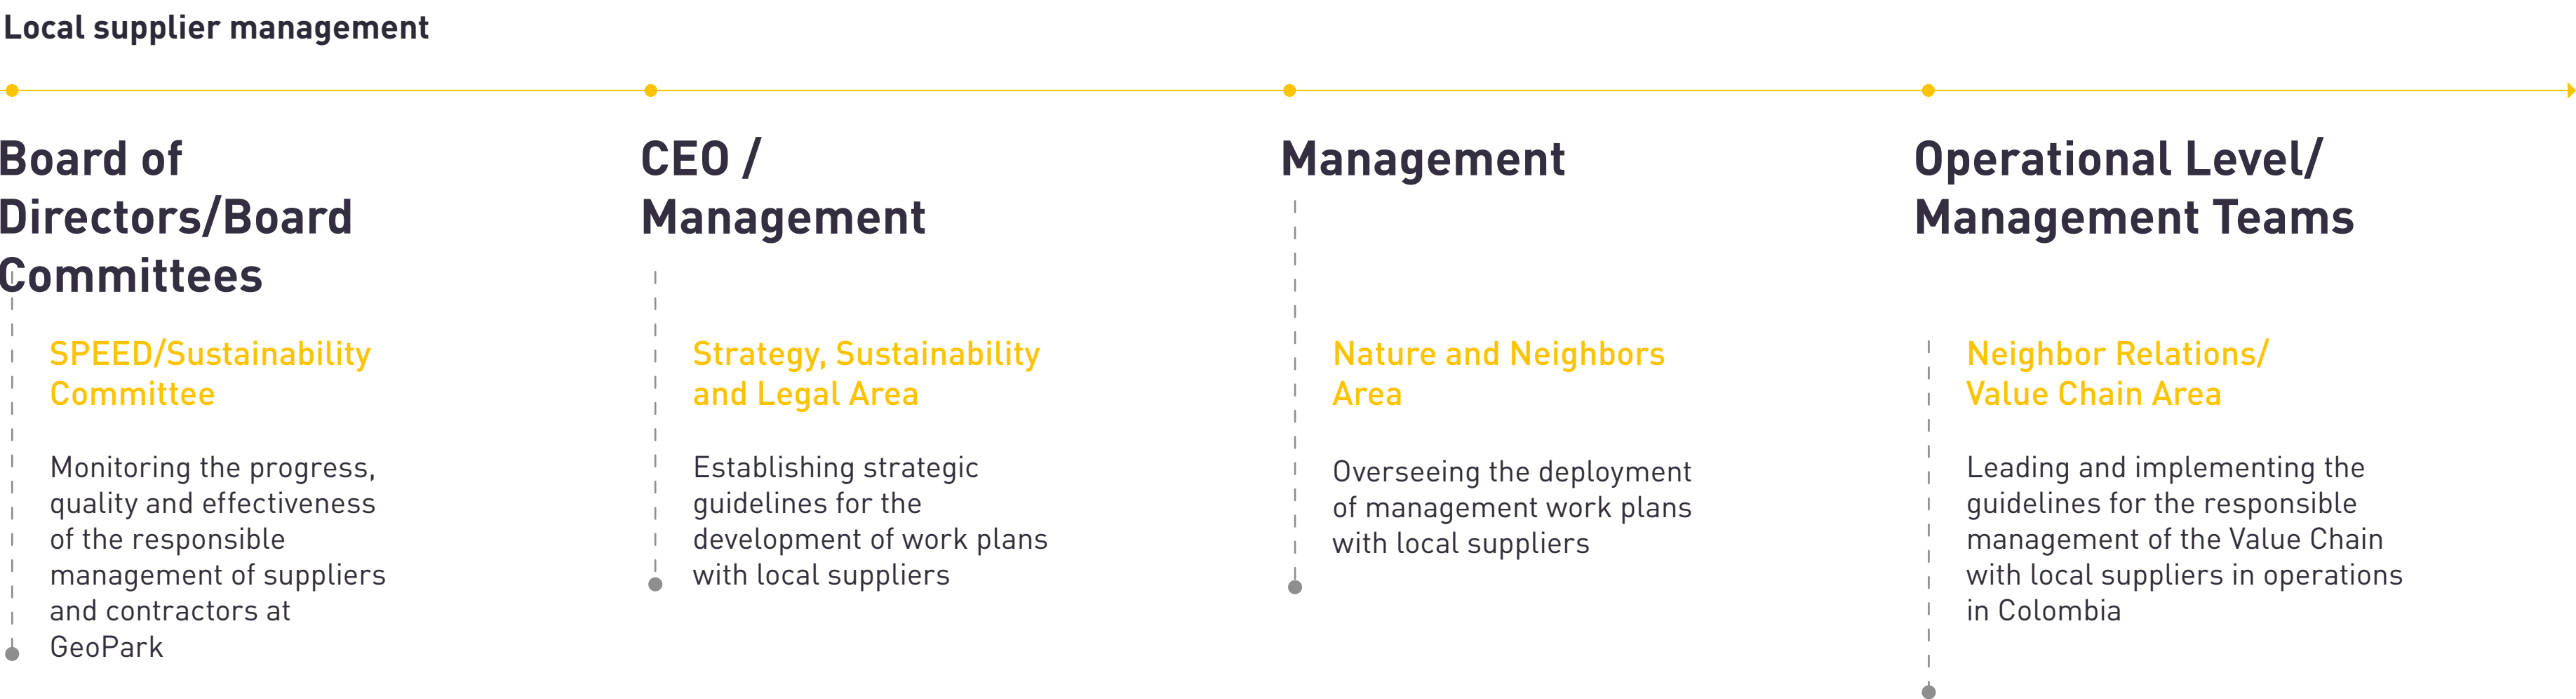 Local supplier management
Board of
Directors/Board
Committees
SPEED/Sustainability
Committee
Monitoring the progress,
quality and effectiveness
of the responsible
management of suppliers
and contractors at
GeoPark
CEO /
Management
Strategy, Sustainability
and Legal Area
Establishing strategic
guidelines for the
development of work plans
with local suppliers
Management
Nature and Neighbors
Area
Overseeing the deployment
of management work plans
with local suppliers
Operational Level/
Management Teams
Neighbor Relations/
Value Chain Area
Leading and implementing the
guidelines for the responsible
management of the Value Chain
with local suppliers in operations
in Colombia